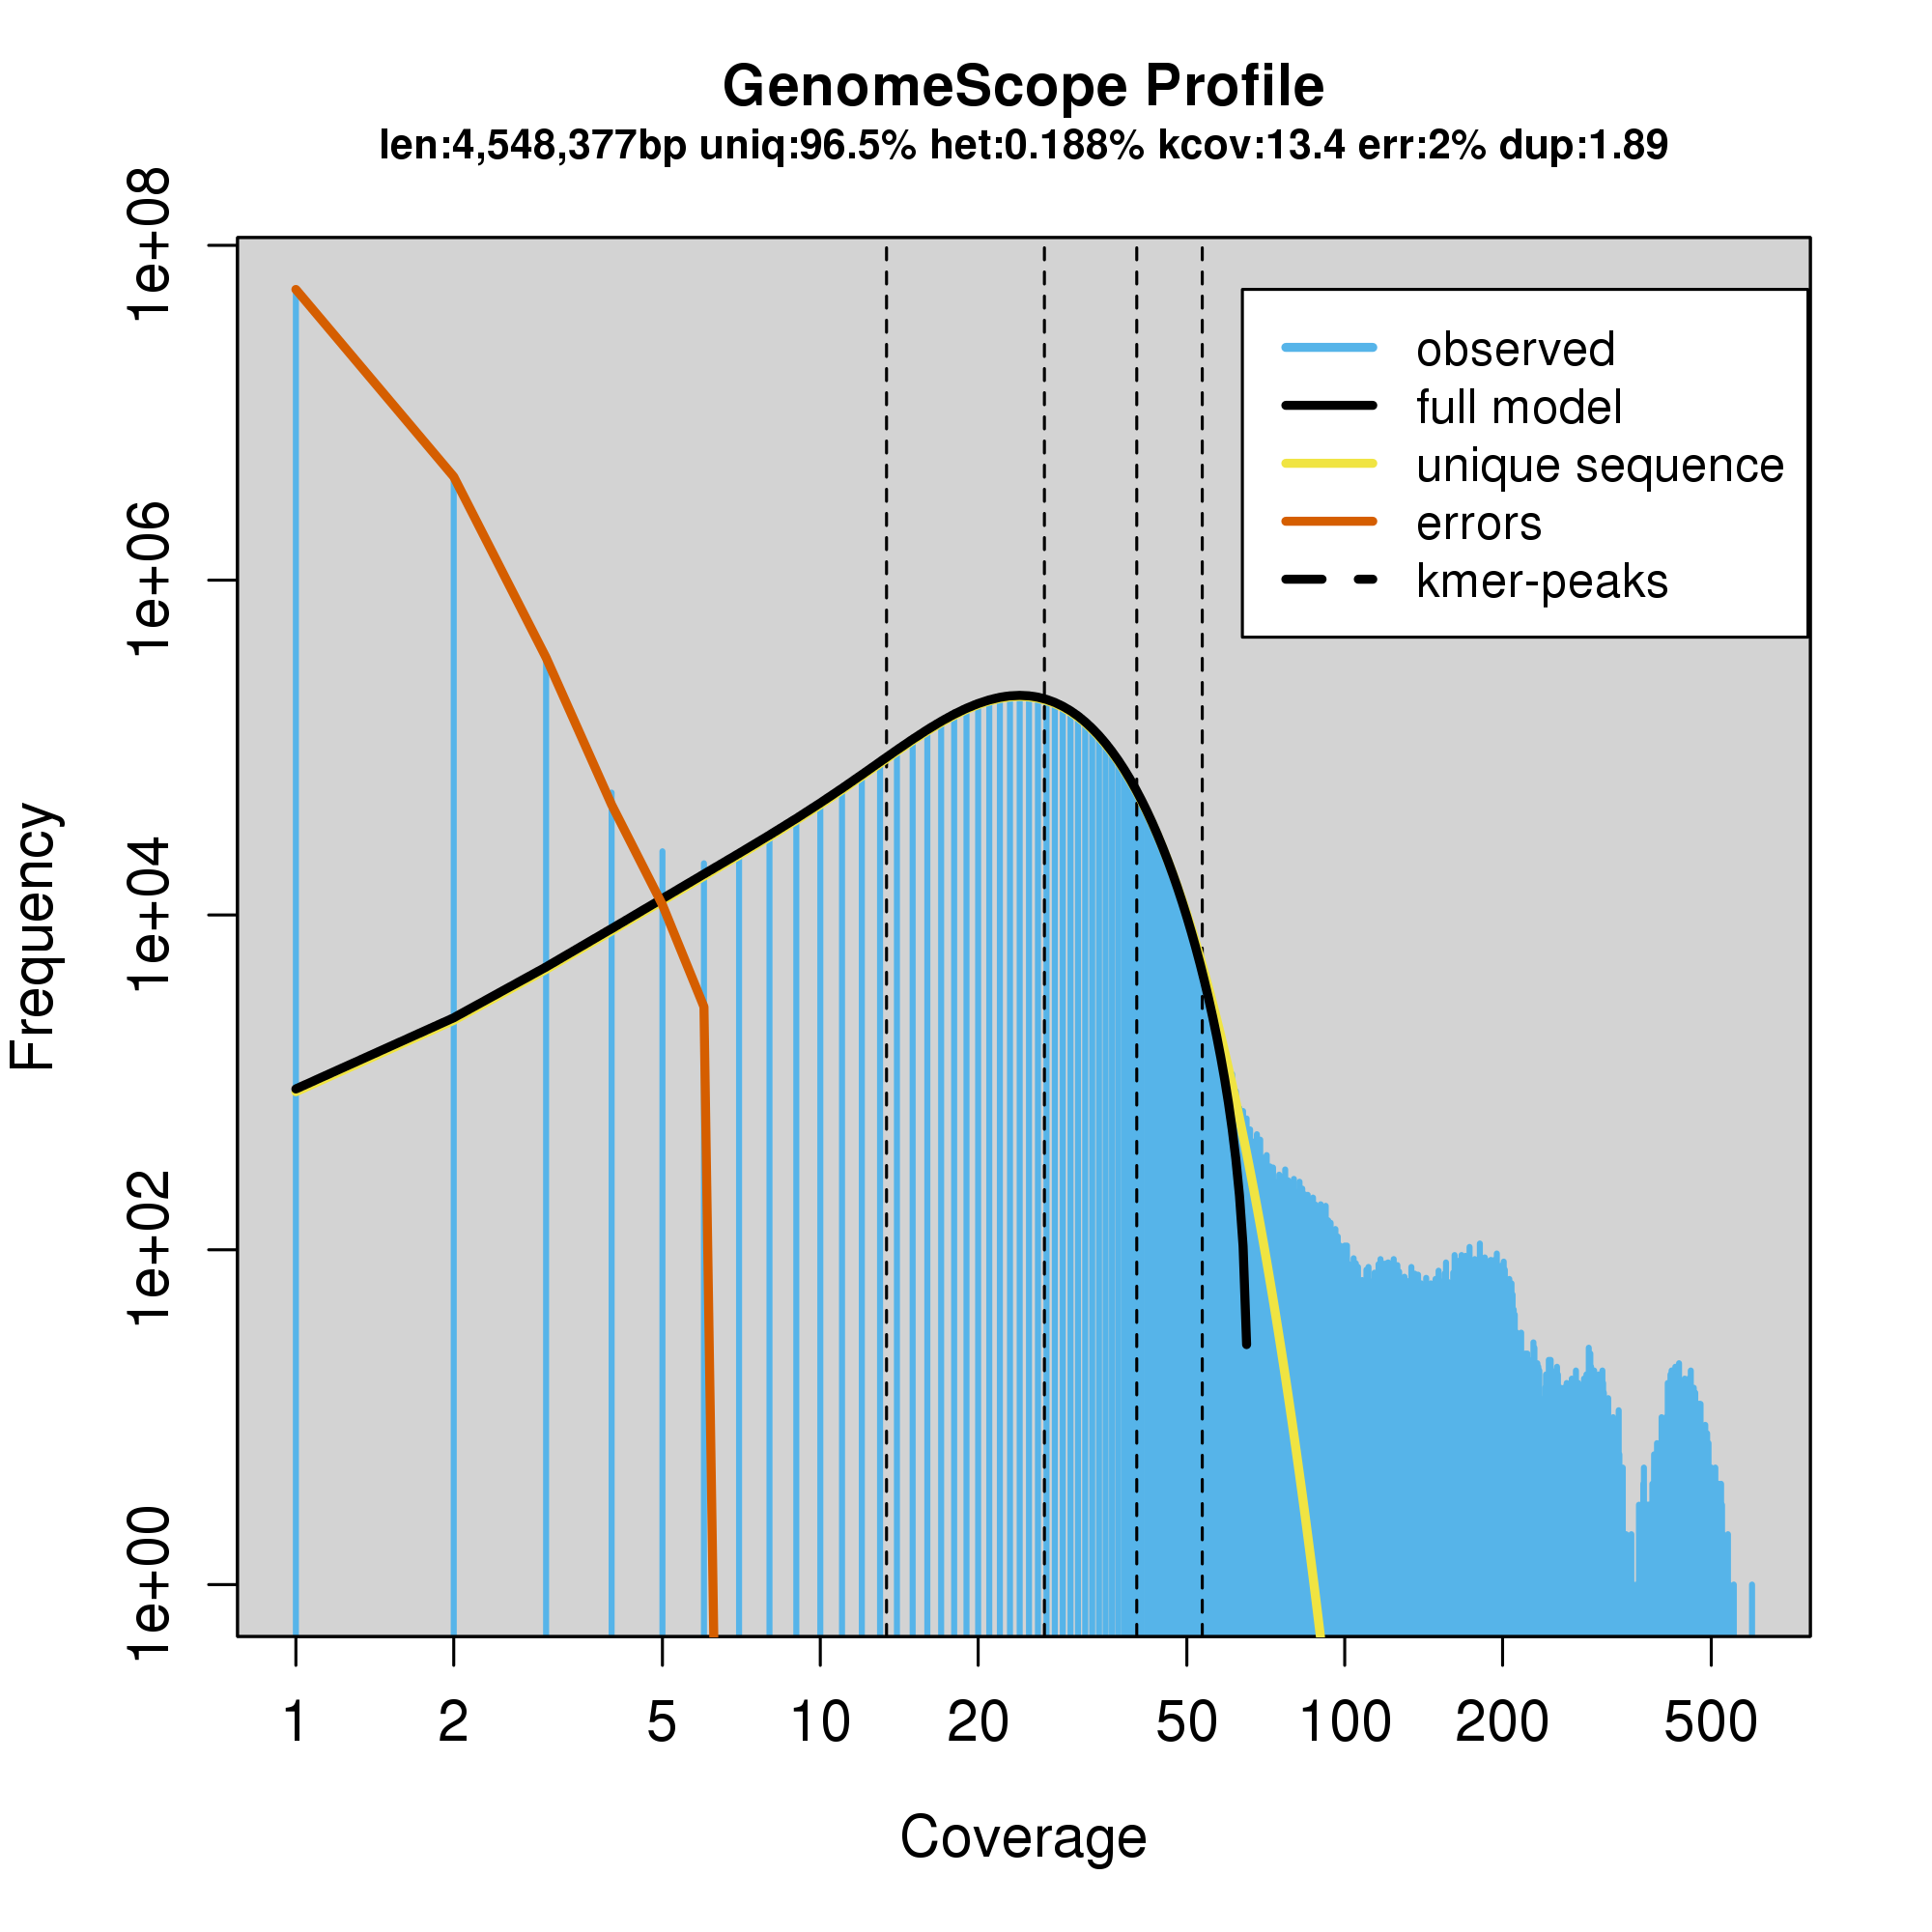 GenomeScope Profile
len:4,548,377bp uniq:96.5% het:0.188% kcov:13.4 err:2% dup:1.89
1e+08
1e+06
1e+04
1e+02
1e+00
Frequency
observed
full model
unique sequence
errors
kmer-peaks
1 2 5 10 20 50 100 200 500
Coverage